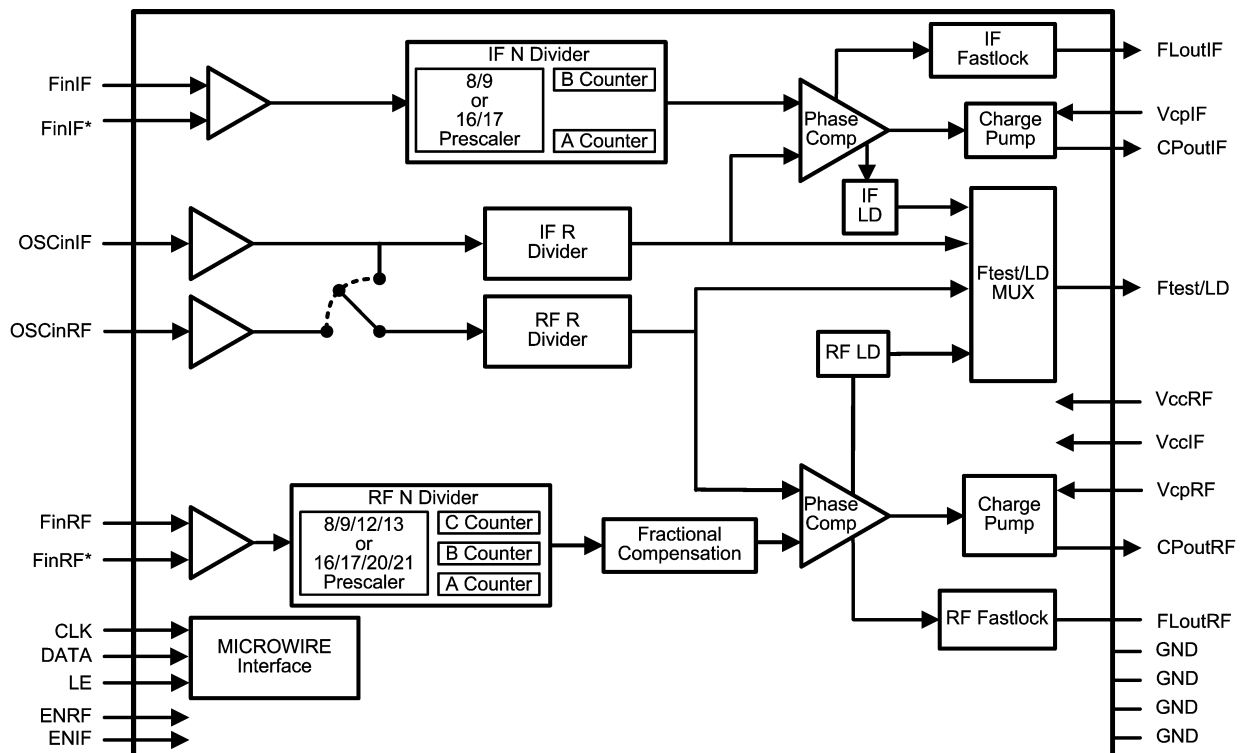 IF N Divider
8/9
or
16/17
Prescaler
B Counter
A Counter
FinIF
FinIF*
Phase
Comp
IF
Fastlock
FLoutIF
Charge
Pump
VcpIF
CPoutIF
IF
LD
OSCinIF
IF R
Divider
OSCinRF
RF R
Divider
Ftest/LD
MUX
Ftest/LD
RF LD
VccRF
VccIF
RF N Divider
8/9/12/13
or
16/17/20/21
Prescaler
C Counter
B Counter
A Counter
FinRF
FinRF*
Fractional
Compensation
Phase
Comp
Charge
Pump
VcpRF
CPoutRF
RF Fastlock
FLoutRF
CLK
DATA
LE
MICROWIRE
Interface
ENRF
ENIF
GND
GND
GND
GND